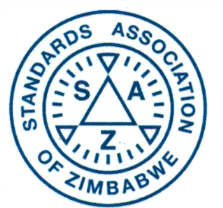 STANDARDS ASSOCIATION
OF ZIMBABWE
S A
Z